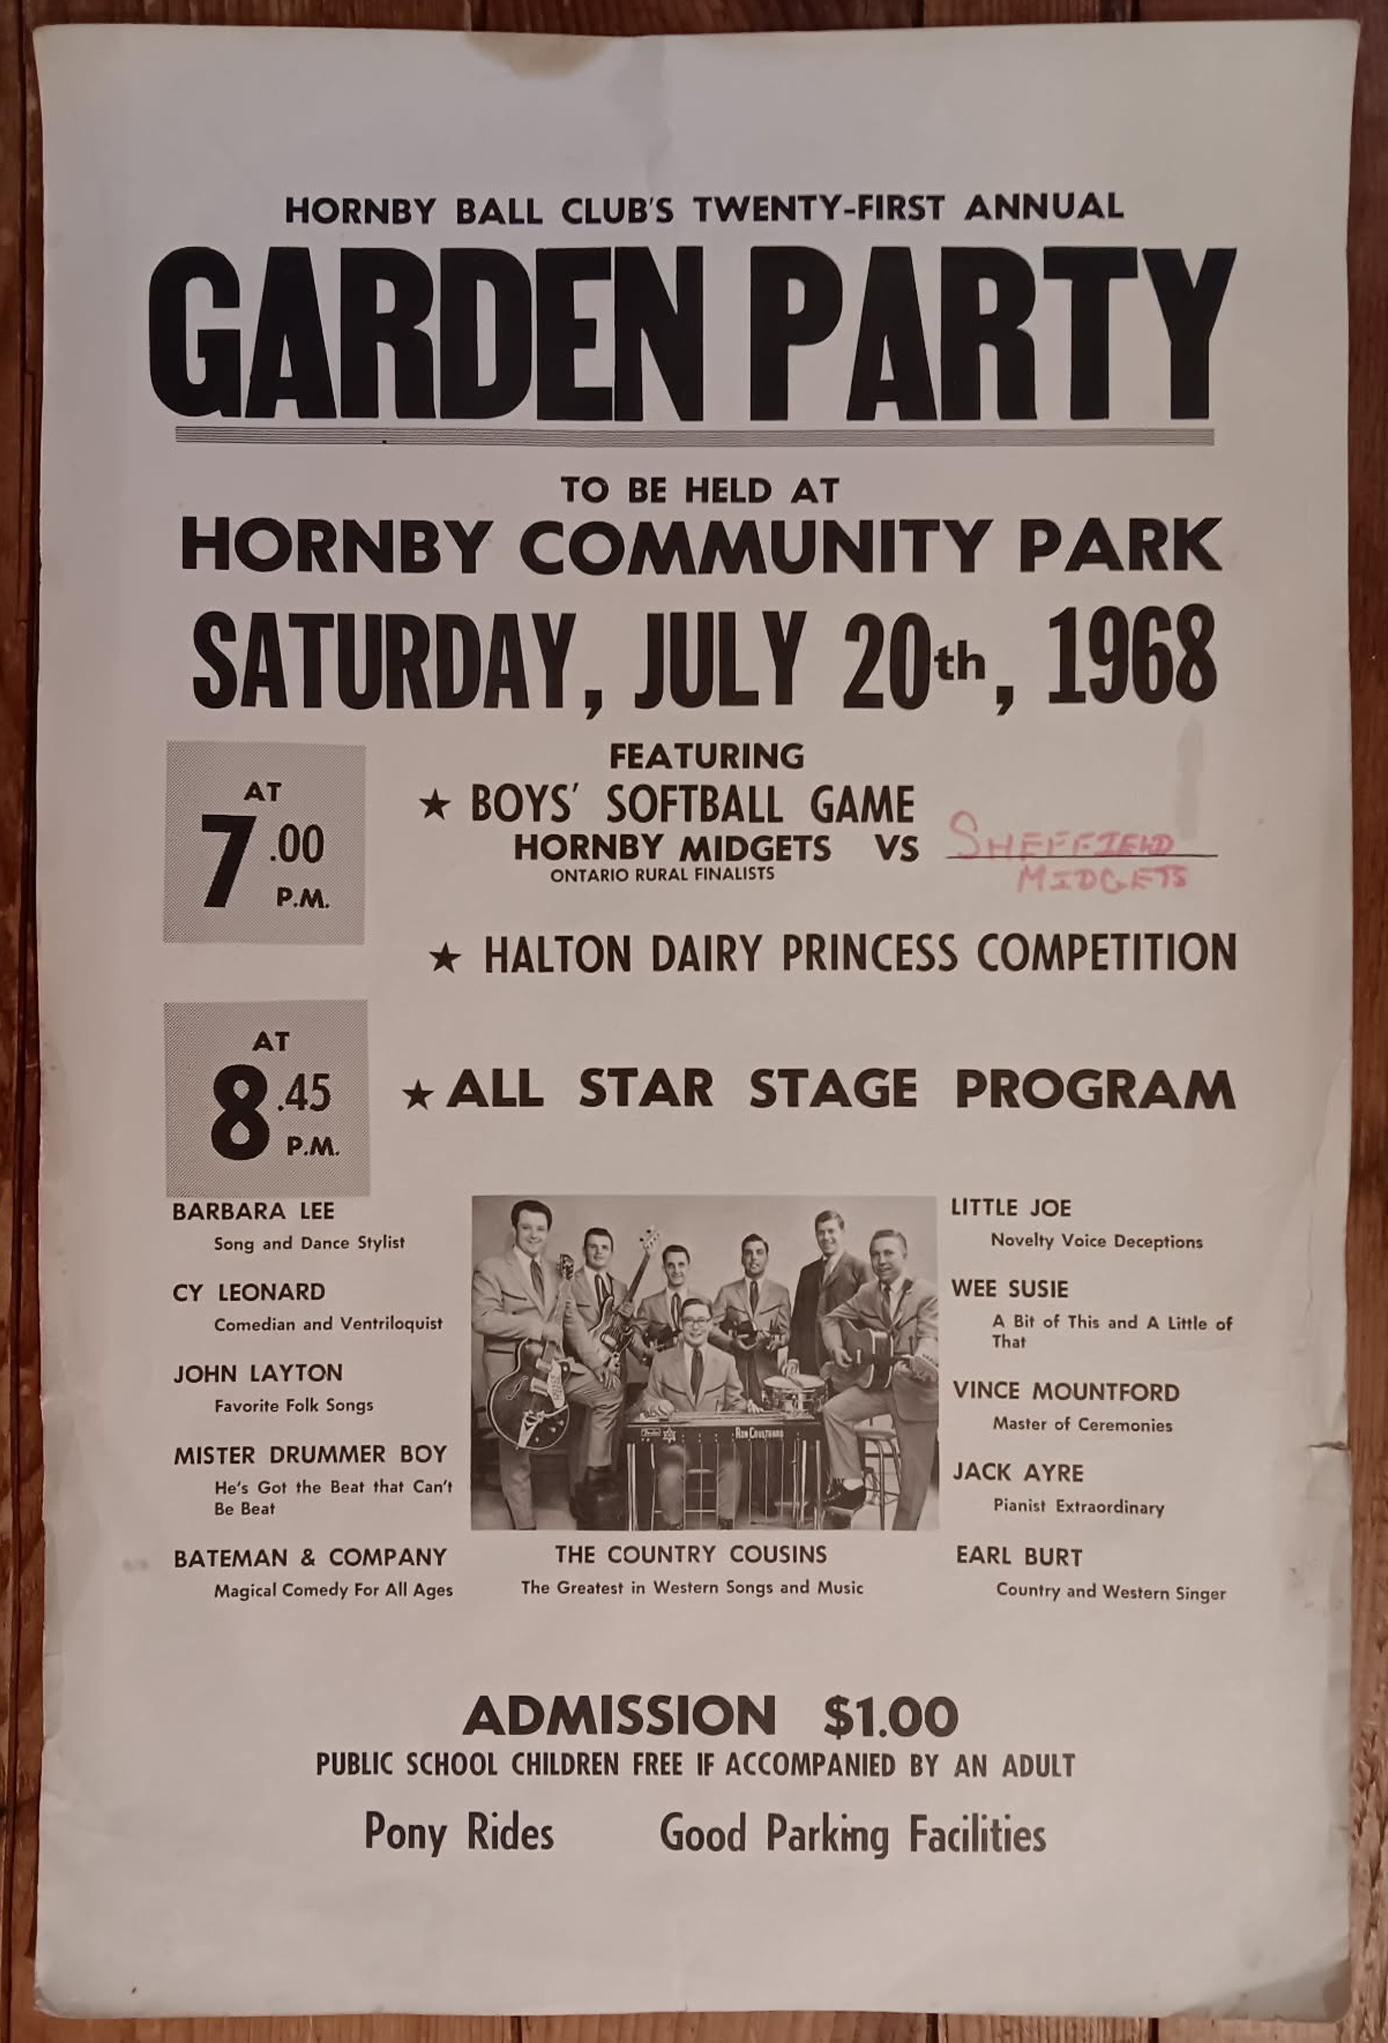 HORNBY BALL CLUB'S TWENTY-FIRST ANNUAL
GARDEN PARTY
TO BE HELD AT
HORNBY COMMUNITY PARK
SATURDAY, JULY 20th, 1968
AT
7.00
P.M.
FEATURING
★ BOYS' SOFTBALL GAME
HORNBY MIDGETS VS SHEFFIELD
MIDGETS
ONTARIO RURAL FINALISTS
★ HALTON DAIRY PRINCESS COMPETITION
AT
8.45
P.M.
★ ALL STAR STAGE PROGRAM
BARBARA LEE
Song and Dance Stylist
CY LEONARD
Comedian and Ventriloquist
JOHN LAYTON
Favorite Folk Songs
MISTER DRUMMER BOY
He's Got the Beat that Can't
Be Beat
BATEMAN & COMPANY
Magical Comedy For All Ages
RON COULTHARD
THE COUNTRY COUSINS
The Greatest in Western Songs and Music
LITTLE JOE
Novelty Voice Deceptions
WEE SUSIE
A Bit of This and A Little of
That
VINCE MOUNTFORD
Master of Ceremonies
JACK AYRE
Pianist Extraordinary
EARL BURT
Country and Western Singer
ADMISSION $1.00
PUBLIC SCHOOL CHILDREN FREE IF ACCOMPANIED BY AN ADULT
Pony Rides Good Parking Facilities